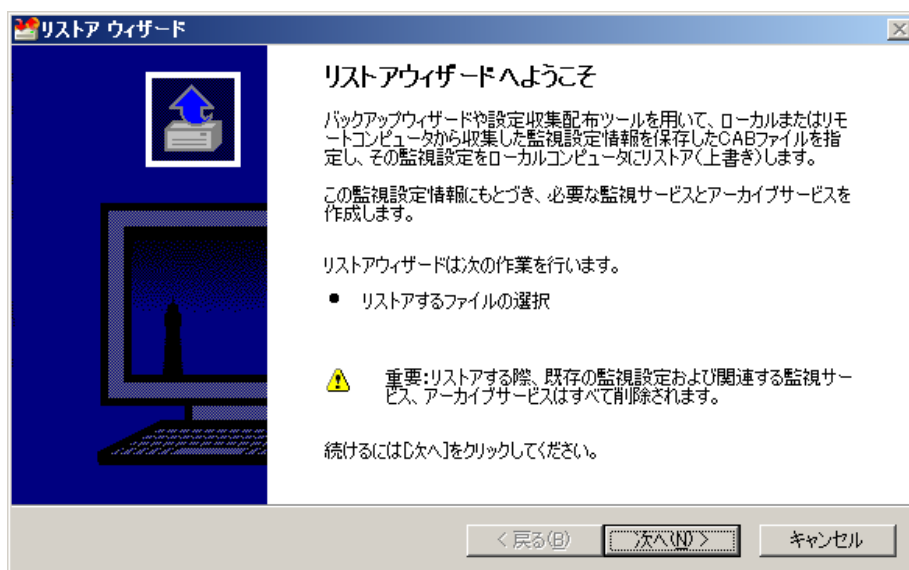 リストア ウィザード
リストアウィザードへようこそ
バックアップウィザードや設定収集配布ツールを用いて、ローカルまたはリモ
ートコンピュータから収集した監視設定情報を保存したCABファイルを指
定し、その監視設定をローカルコンピュータにリストア(上書き)します。
この監視設定情報にもとづき、必要な監視サービスとアーカイブサービスを
作成します。
リストアウィザードは次の作業を行います。
● リストアするファイルの選択
重要:リストアする際、既存の監視設定および関連する監視サー
ビス、アーカイブサービスはすべて削除されます。
続けるには[次へ]をクリックしてください。
< 戻る(B) 次へ(N) > キャンセル